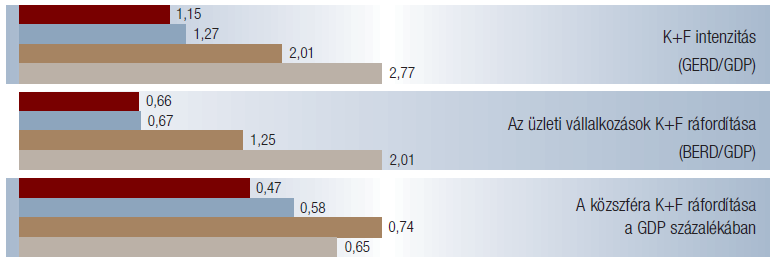 1,15
1,27
2,01
2,77
K+F intenzitás
(GERD/GDP)
0,66
0,67
1,25
2,01
Az üzleti vállalkozások K+F ráfordítása
(BERD/GDP)
0,47
0,58
0,74
0,65
A közszféra K+F ráfordítása
a GDP százalékában